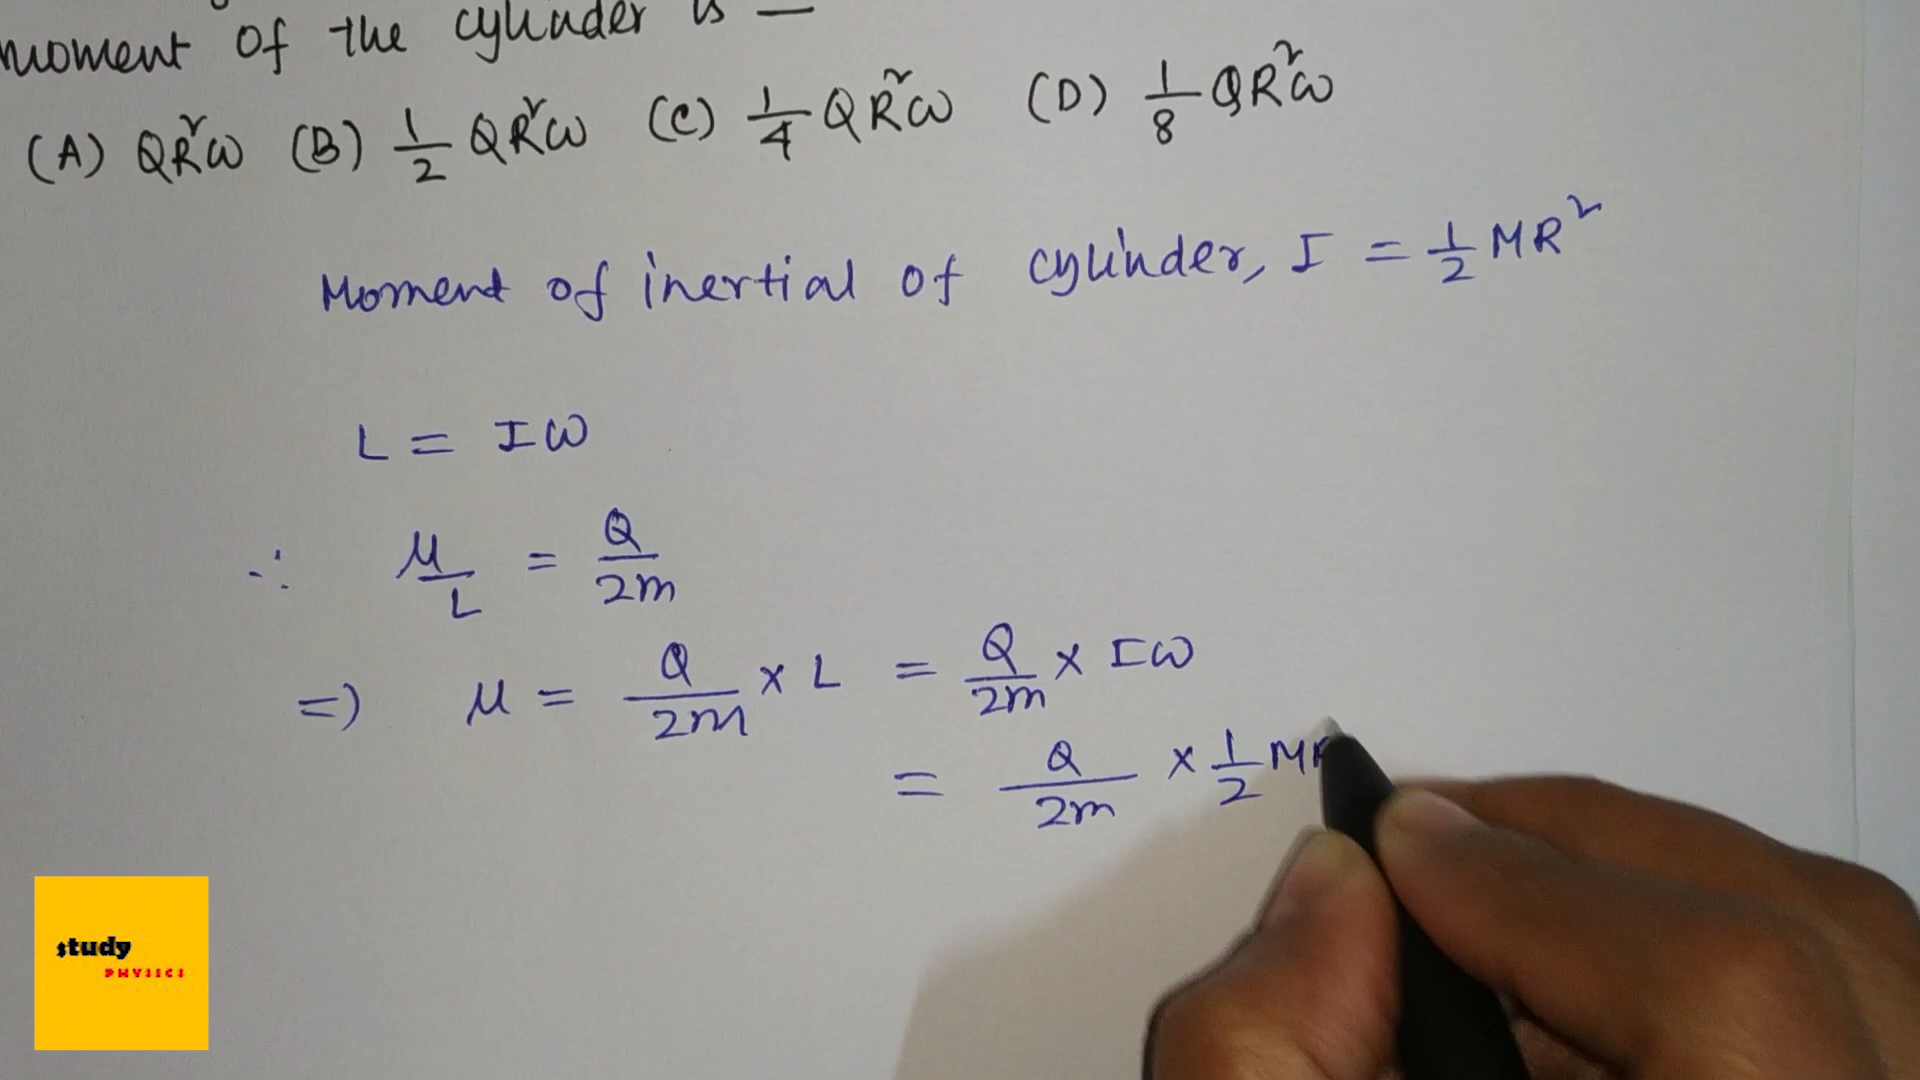 moment of the cylinder is —
(A) QR²ω (B) 1/2 QR²ω (C) 1/4 QR²ω (D) 1/8 QR²ω
Moment of inertial of cylinder, I = 1/2 MR²
L = Iω
∴ μ/L = Q/2m
=) μ = Q/2m × L = Q/2m × Iω
= Q/2m × 1/2 MR
study
PHYSICS